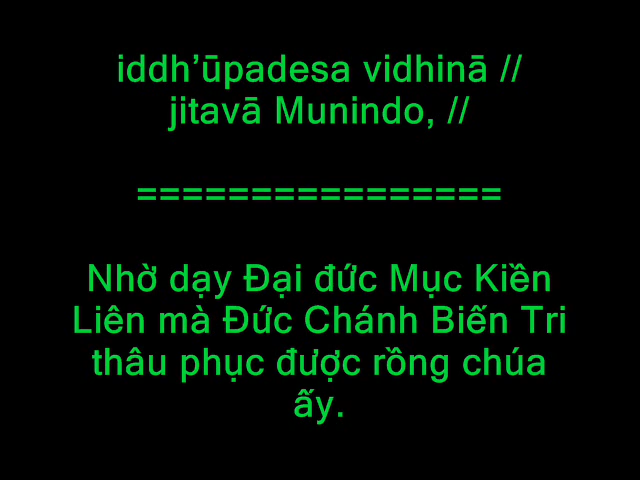 iddh’ūpadesa vidhinā //
jitavā Munindo, //
================
Nhờ dạy Đại đức Mục Kiền
Liên mà Đức Chánh Biến Tri
thâu phục được rồng chúa
ấy.